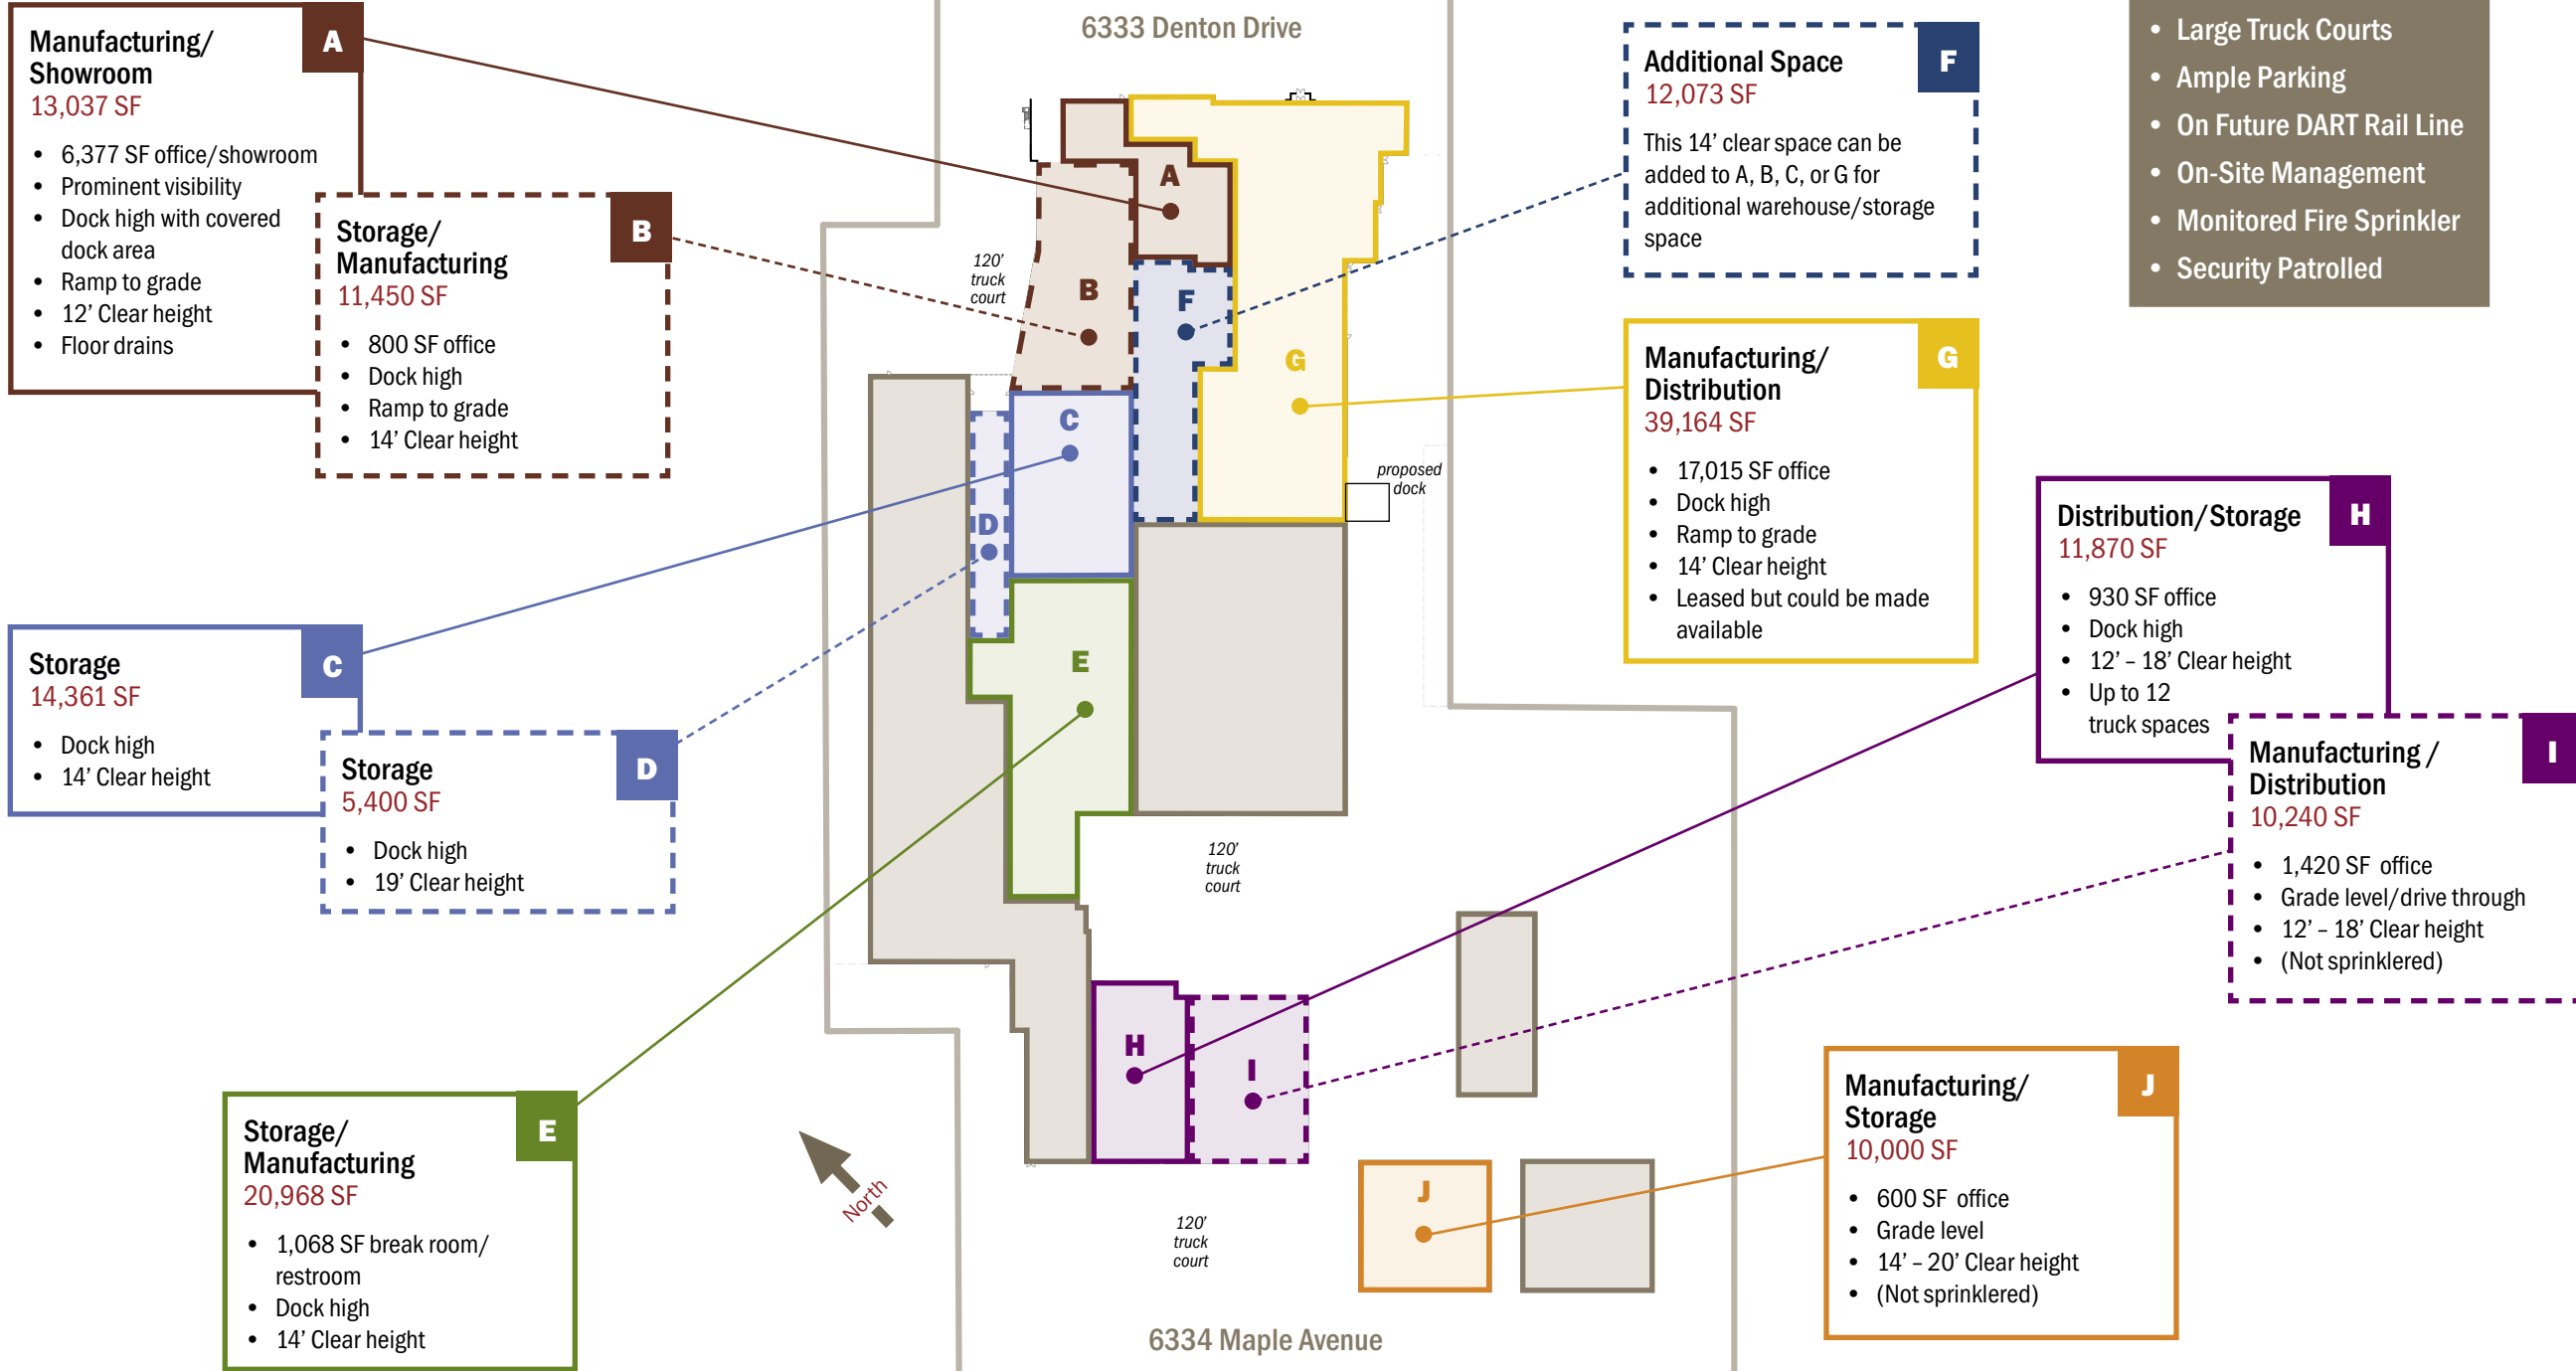 6333 Denton Drive
A
Manufacturing/
Showroom
13,037 SF
• 6,377 SF office/showroom
• Prominent visibility
• Dock high with covered
dock area
• Ramp to grade
• 12’ Clear height
• Floor drains
B
Storage/
Manufacturing
11,450 SF
• 800 SF office
• Dock high
• Ramp to grade
• 14’ Clear height
C
Storage
14,361 SF
• Dock high
• 14’ Clear height
D
Storage
5,400 SF
• Dock high
• 19’ Clear height
E
Storage/
Manufacturing
20,968 SF
• 1,068 SF break room/
restroom
• Dock high
• 14’ Clear height
A
B
F
G
C
D
E
H
I
J
120’
truck
court
proposed
dock
120’
truck
court
120’
truck
court
North
6334 Maple Avenue
F
Additional Space
12,073 SF
This 14’ clear space can be
added to A, B, C, or G for
additional warehouse/storage
space
G
Manufacturing/
Distribution
39,164 SF
• 17,015 SF office
• Dock high
• Ramp to grade
• 14’ Clear height
• Leased but could be made
available
• Large Truck Courts
• Ample Parking
• On Future DART Rail Line
• On-Site Management
• Monitored Fire Sprinkler
• Security Patrolled
H
Distribution/Storage
11,870 SF
• 930 SF office
• Dock high
• 12’ – 18’ Clear height
• Up to 12
truck spaces
I
Manufacturing /
Distribution
10,240 SF
• 1,420 SF office
• Grade level/drive through
• 12’ – 18’ Clear height
• (Not sprinklered)
J
Manufacturing/
Storage
10,000 SF
• 600 SF office
• Grade level
• 14’ – 20’ Clear height
• (Not sprinklered)